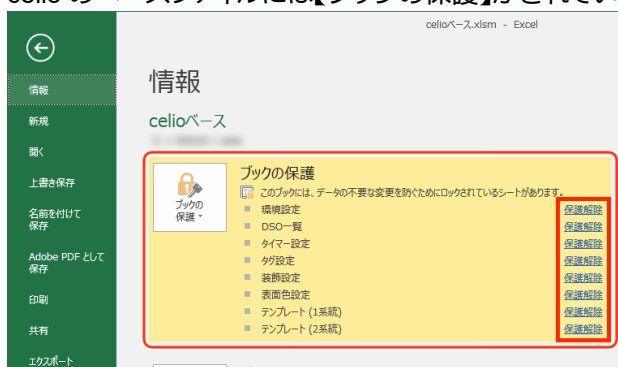 celioベース.xlsm - Excel
情報
情報
新規
celioベース
開く
上書き保存
名前を付けて
保存
Adobe PDF として
保存
印刷
共有
エクスポート
ブックの
保護
ブックの保護
このブックには、データの不要な変更を防ぐためにロックされているシートがあります。
環境設定 保護解除
DSO一覧 保護解除
タイマー設定 保護解除
タグ設定 保護解除
装飾設定 保護解除
表面色設定 保護解除
テンプレート (1系統) 保護解除
テンプレート (2系統) 保護解除